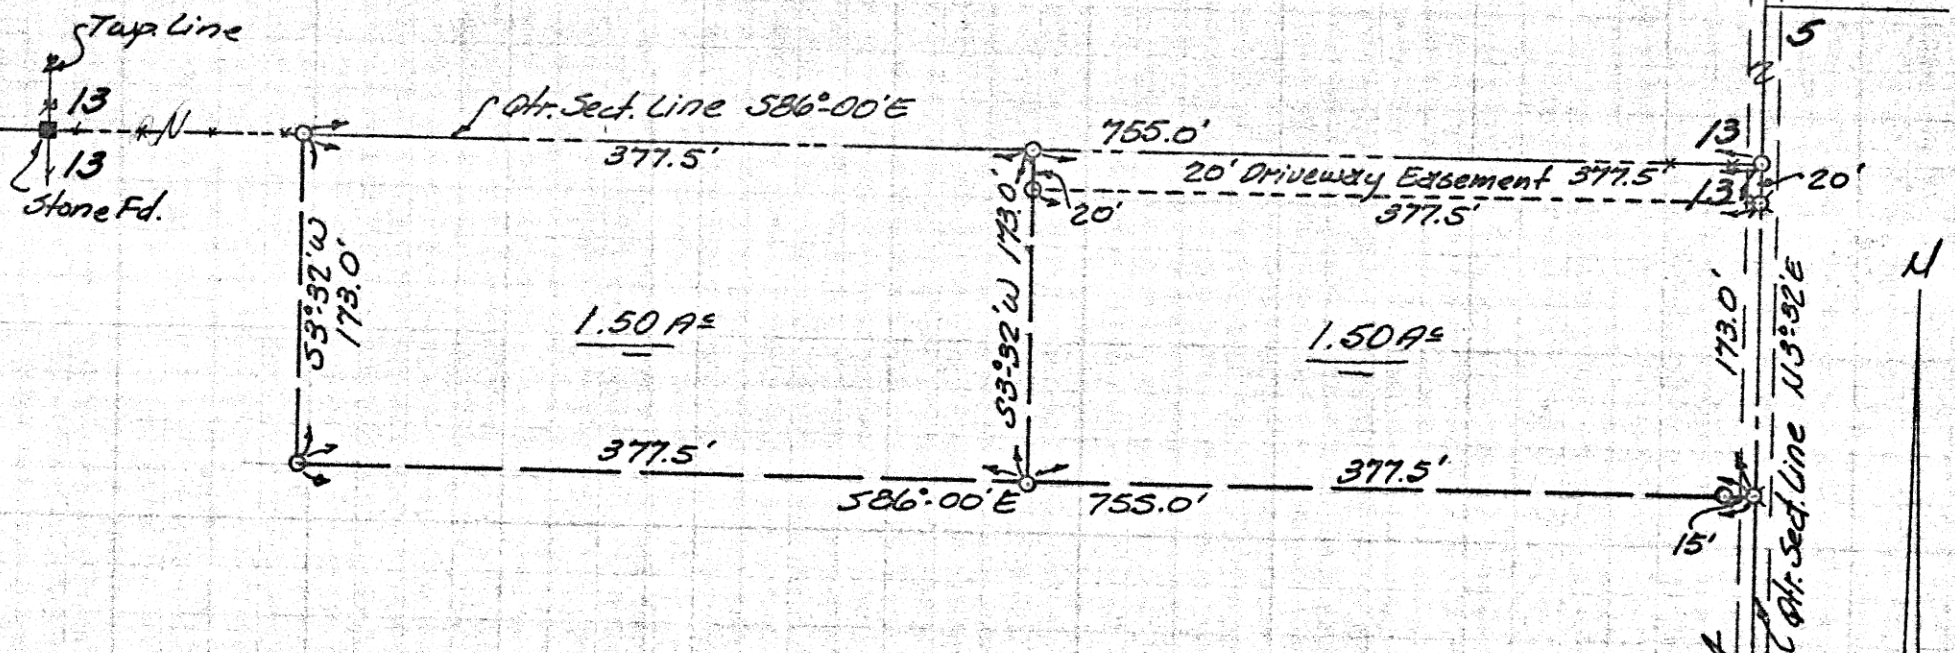 Twp. Line
5
13
Qtr. Sect. Line S86°-00'E
755.0'
13
377.5'
20' Driveway Easement 377.5'
20'
13
13
Stone Fd.
20'
377.5'
S3°-32'W
173.0'
S3°-32'W 173.0'
173.0'
N3°32'E
N
1.50 Ac
1.50 Ac
377.5'
377.5'
S86°-00'E 755.0'
15'
Qtr. Sect. Line